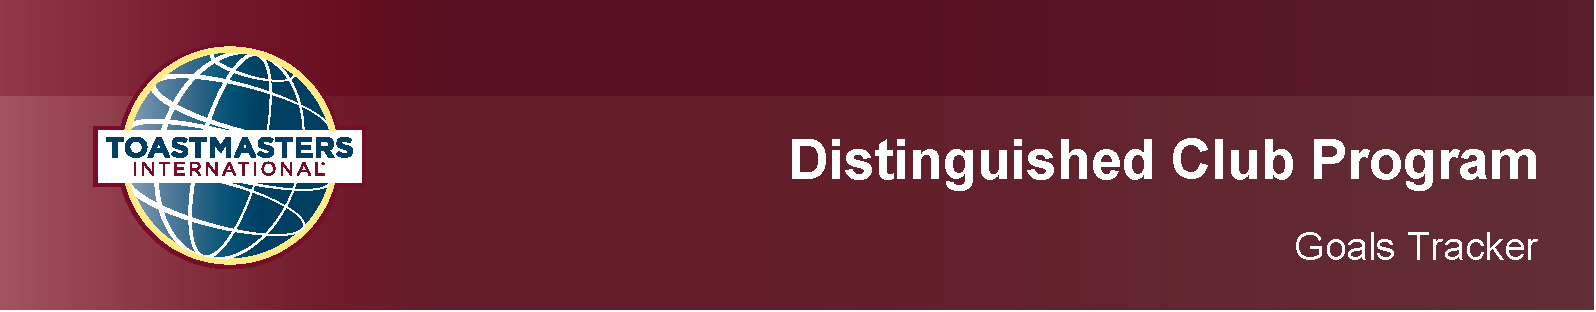 TOASTMASTERS
INTERNATIONAL®
Distinguished Club Program
Goals Tracker